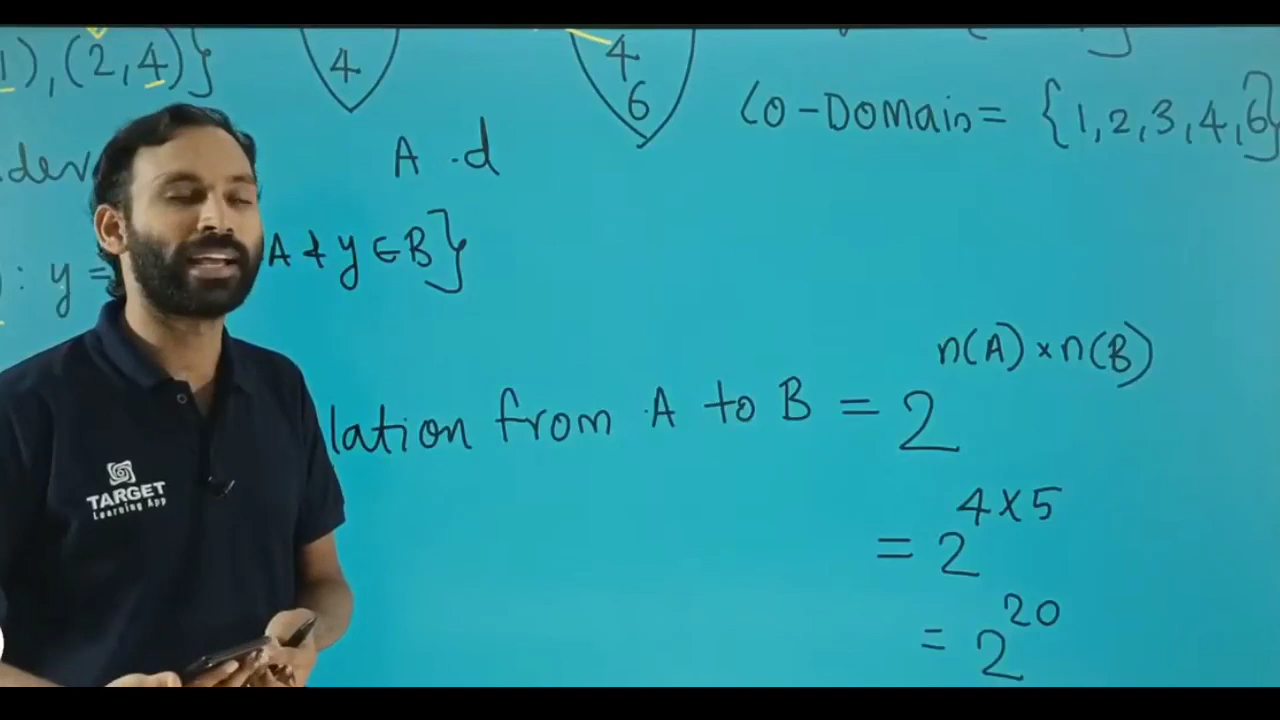 1), (2, 4)}
4
4
6
Co-Domain = {1, 2, 3, 4, 6}
A .d
: y = A & y ∈ B}
lation from A to B = 2^n(A)×n(B)
= 2^4×5
= 2^20
TARGET
Learning App